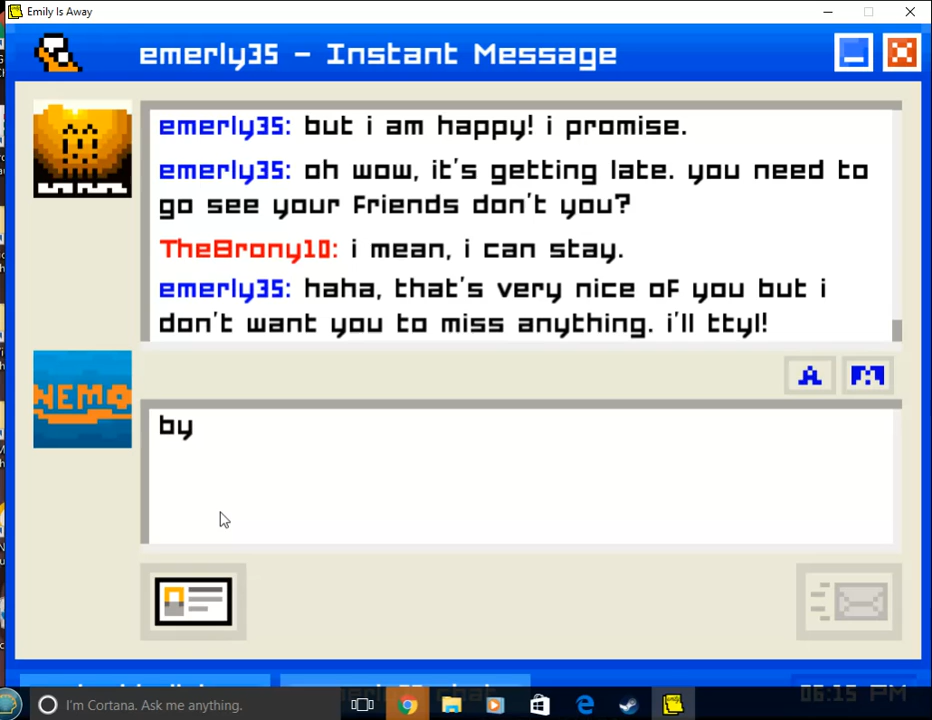 Emily Is Away
emerly35 - Instant Message
emerly35: but i am happy! i promise.
emerly35: oh wow, it's getting late. you need to
go see your friends don't you?
TheBrony10: i mean, i can stay.
emerly35: haha, that's very nice of you but i
don't want you to miss anything. i'll ttyl!
NEMO
A
by
06:15 PM
I'm Cortana. Ask me anything.